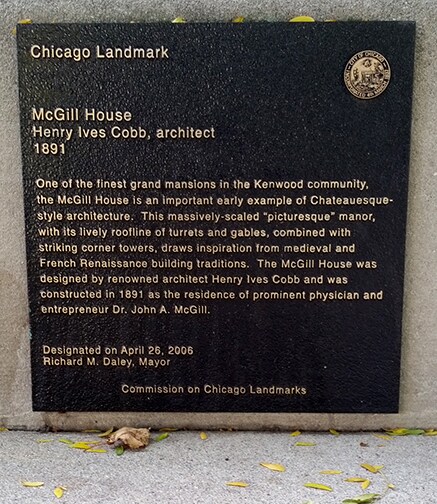 Chicago Landmark
McGill House
Henry Ives Cobb, architect
1891
One of the finest grand mansions in the Kenwood community,
the McGill House is an important early example of Chateauesque-
style architecture. This massively-scaled "picturesque" manor,
with its lively roofline of turrets and gables, combined with
striking corner towers, draws inspiration from medieval and
French Renaissance building traditions. The McGill House was
designed by renowned architect Henry Ives Cobb and was
constructed in 1891 as the residence of prominent physician and
entrepreneur Dr. John A. McGill.
Designated on April 26, 2006
Richard M. Daley, Mayor
Commission on Chicago Landmarks